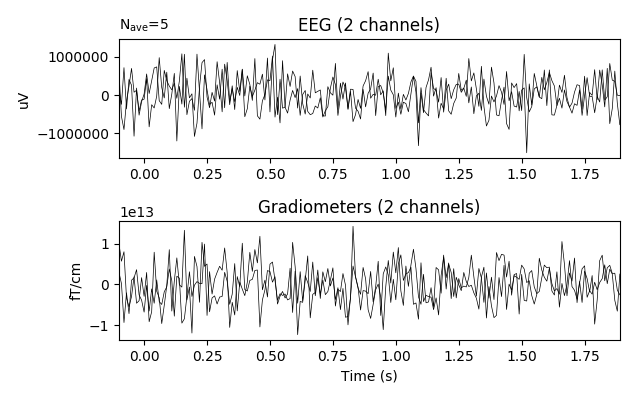 N_ave=5
EEG (2 channels)
1000000
0
−1000000
uV
0.00 0.25 0.50 0.75 1.00 1.25 1.50 1.75
1e13
Gradiometers (2 channels)
1
0
−1
fT/cm
0.00 0.25 0.50 0.75 1.00 1.25 1.50 1.75
Time (s)